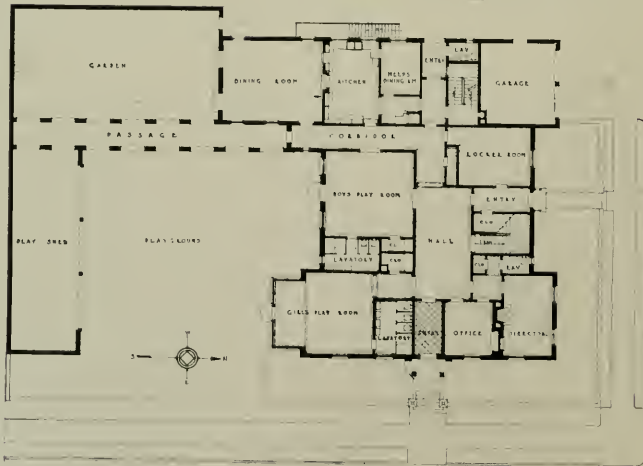 GARDEN
DINING ROOM
KITCHEN
HELPS
DINING RM
ENTRY
LAV
GARAGE
PASSAGE
CORRIDOR
LOCKER ROOM
BOYS PLAY ROOM
ENTRY
PLAY SHED
PLAYGROUND
HALL
LAVATORY
LAV
GIRLS PLAY ROOM
LAVATORY
ENTRY
OFFICE
S
N